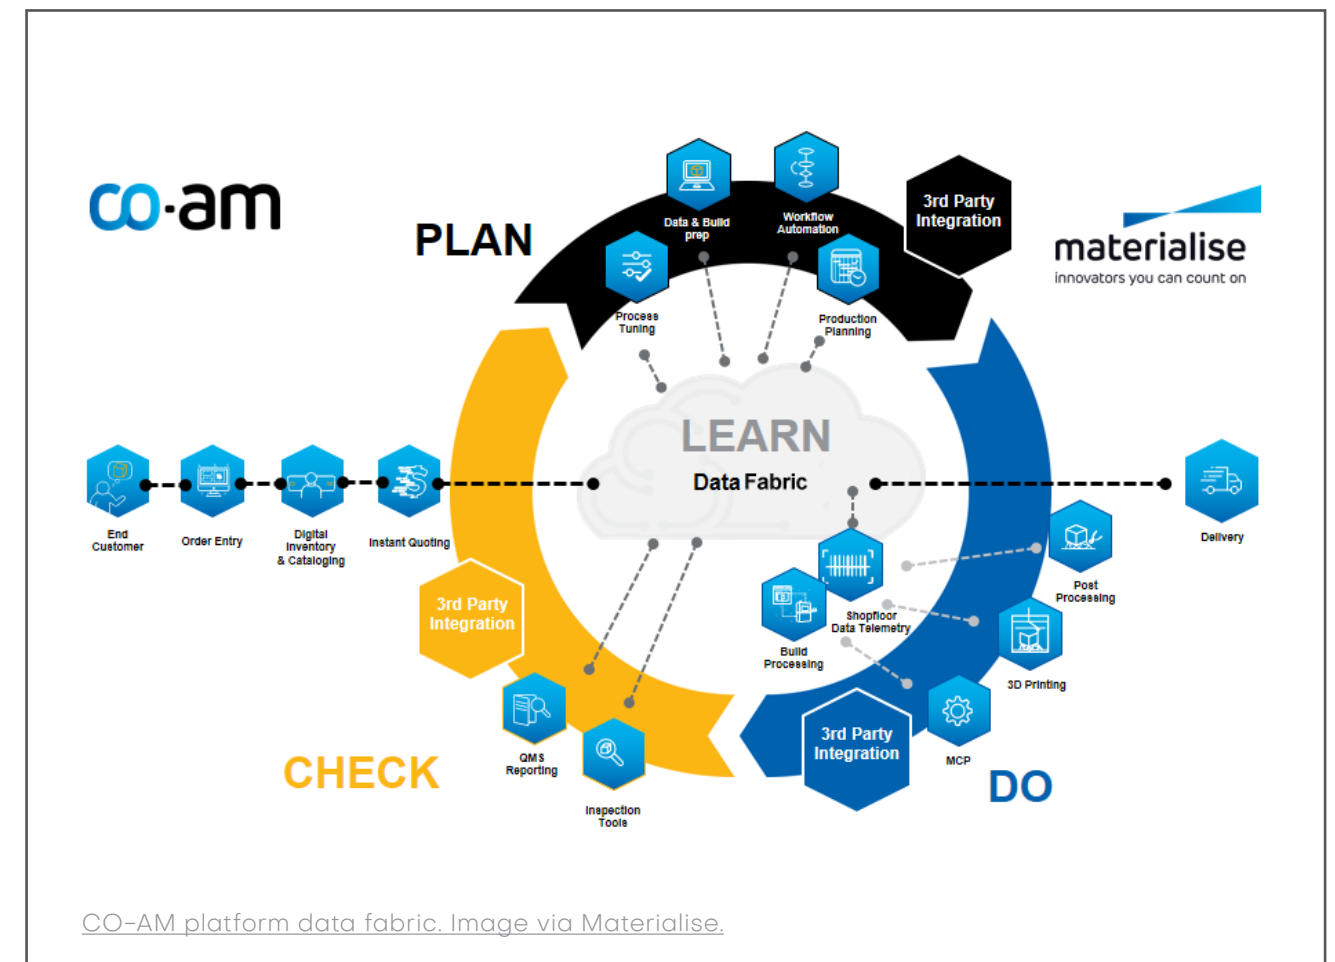 co-am
PLAN
Data & Build
prep
Workflow
Automation
3rd Party
Integration
materialise
innovators you can count on
Process
Tuning
Production
Planning
LEARN
Data Fabric
End
Customer
Order Entry
Digital
Inventory
& Cataloging
Instant Quoting
Delivery
3rd Party
Integration
Shopfloor
Data Telemetry
Build
Processing
Post
Processing
3D Printing
MCP
3rd Party
Integration
DO
CHECK
QMS
Reporting
Inspection
Tools
CO-AM platform data fabric. Image via Materialise.